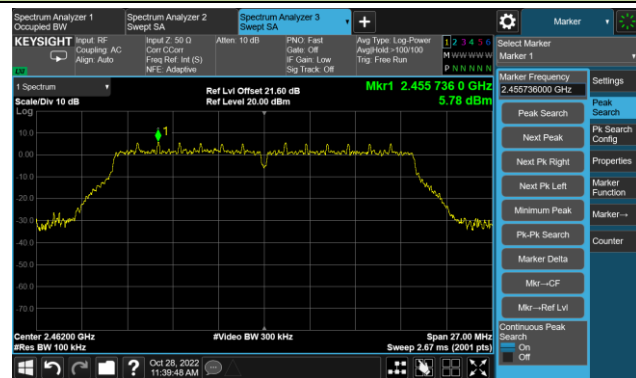 Spectrum Analyzer 1
Occupied BW
Spectrum Analyzer 2
Swept SA
Spectrum Analyzer 3
Swept SA
+
Marker
KEYSIGHT
Input: RF
Coupling: AC
Align: Auto
Input Z: 50 Ω
Corr CCorr
Freq Ref: Int (S)
NFE: Adaptive
Atten: 10 dB
PNO: Fast
Gate: Off
IF Gain: Low
Sig Track: Off
Avg Type: Log-Power
Avg|Hold:>100/100
Trig: Free Run
1 2 3 4 5 6
M W W W W W
P N N N N N
Select Marker
Marker 1
1 Spectrum
Scale/Div 10 dB
Log
Ref Lvl Offset 21.60 dB
Ref Level 20.00 dBm
Mkr1 2.455 736 0 GHz
5.78 dBm
1
10.0
0.00
-10.0
-20.0
-30.0
-40.0
-50.0
-60.0
-70.0
Center 2.46200 GHz
#Res BW 100 kHz
#Video BW 300 kHz
Span 27.00 MHz
Sweep 2.67 ms (2001 pts)
Marker Frequency
2.455736000 GHz
Peak Search
Next Peak
Next Pk Right
Next Pk Left
Minimum Peak
Pk-Pk Search
Marker Delta
Mkr→CF
Mkr→Ref Lvl
Continuous Peak
Search
On
Off
Settings
Peak
Search
Pk Search
Config
Properties
Marker
Function
Marker→
Counter
?
Oct 28, 2022
11:39:48 AM